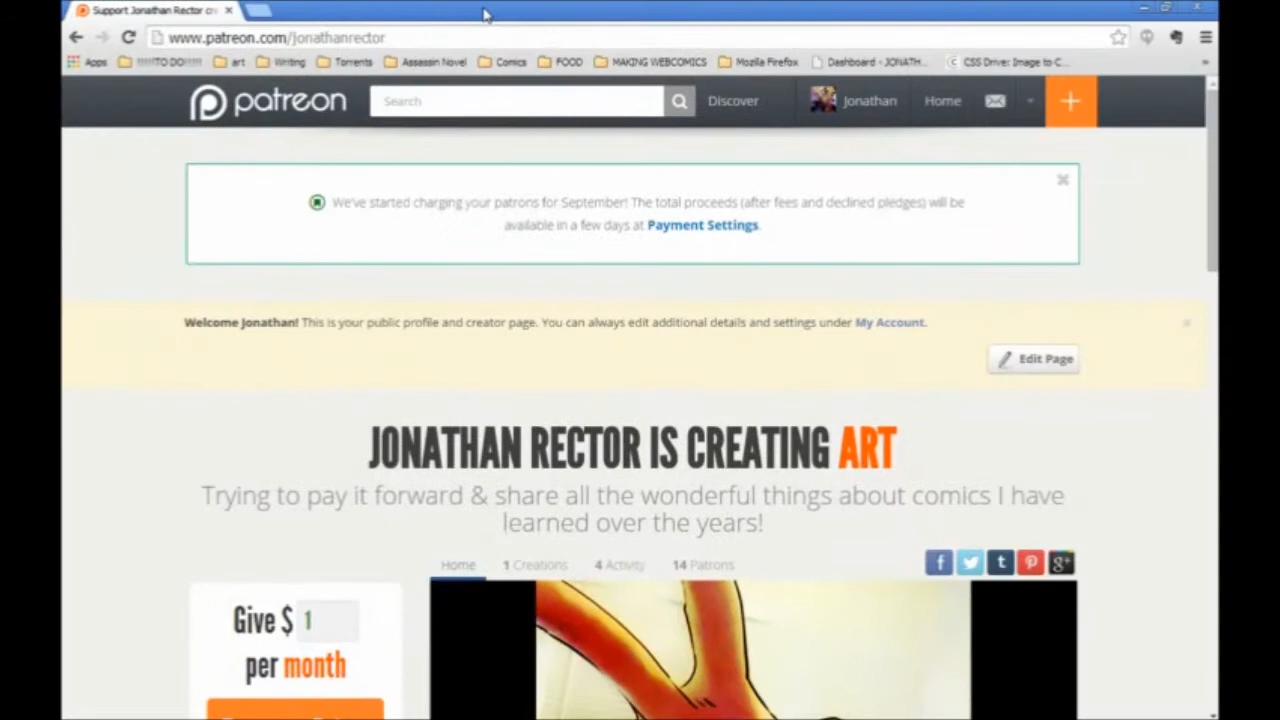 Support Jonathan Rector cre
www.patreon.com/jonathanrector
Apps !!!!!TO DO!!!!! art Writing Torrents Assassin Novel Comics FOOD MAKING WEBCOMICS Mozilla Firefox Dashboard - JONATH... CSS Drive: Image to C...
patreon Search Discover Jonathan Home
We've started charging your patrons for September! The total proceeds (after fees and declined pledges) will be
available in a few days at Payment Settings.
Welcome Jonathan! This is your public profile and creator page. You can always edit additional details and settings under My Account.
Edit Page
JONATHAN RECTOR IS CREATING ART
Trying to pay it forward & share all the wonderful things about comics I have
learned over the years!
Home 1 Creations 4 Activity 14 Patrons
Give $ 1
per month